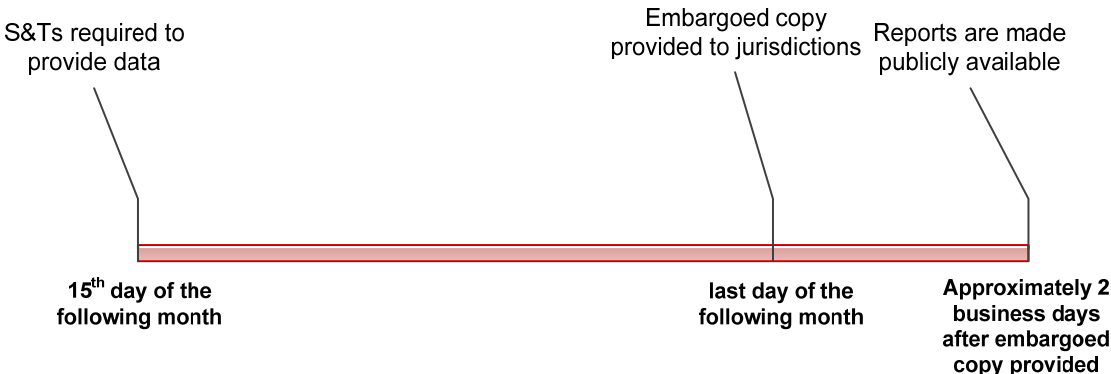 S&Ts required to
provide data
Embargoed copy
provided to jurisdictions
Reports are made
publicly available
15th day of the
following month
last day of the
following month
Approximately 2
business days
after embargoed
copy provided